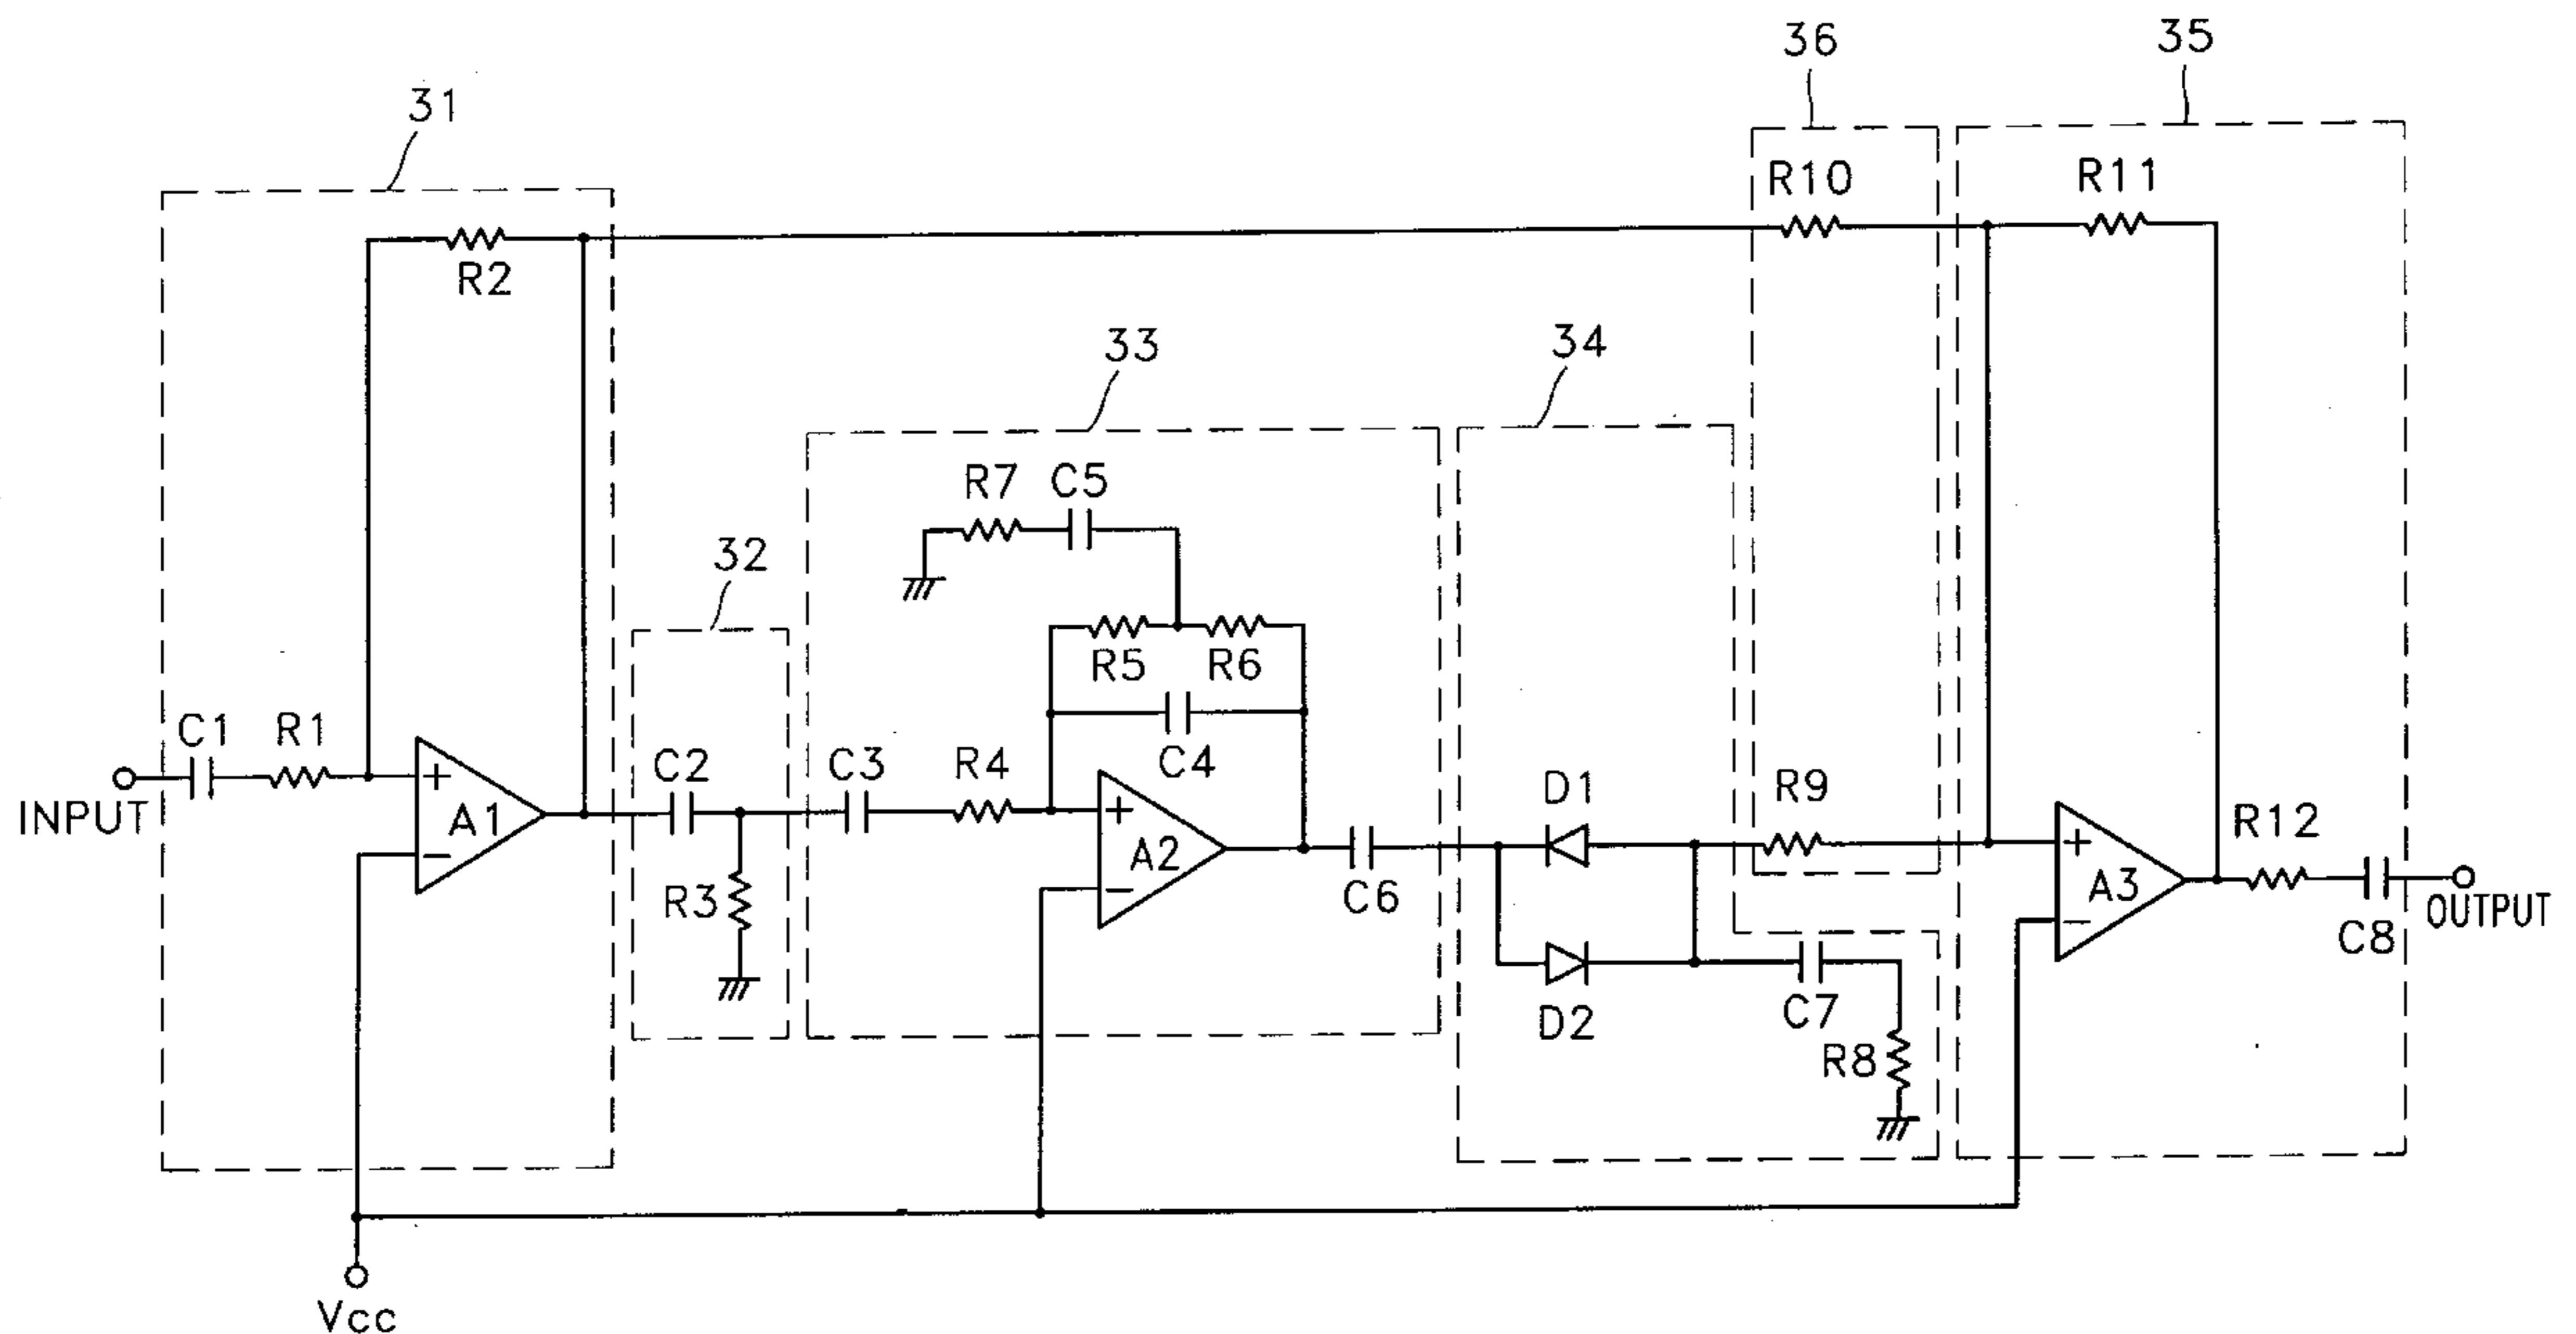 36
35
31
R10
R11
R2
33
34
R7
C5
32
R5
R6
C1
R1
C4
C2
C3
R4
D1
R9
INPUT
+
A1
−
+
A2
−
+
A3
−
R12
R3
C6
C8
OUTPUT
D2
C7
R8
Vcc